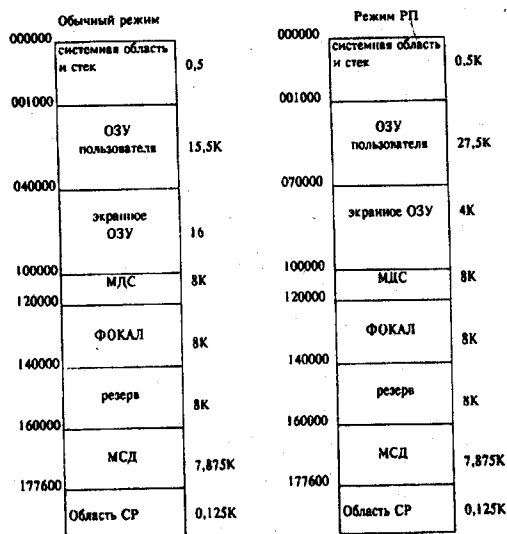 Обычный режим
000000
системная область
и стек
0,5
001000
ОЗУ
пользователя
15,5К
040000
экранное
ОЗУ
16
100000
МДС
8К
120000
ФОКАЛ
8К
140000
резерв
8К
160000
МСД
7,875К
177600
Область СР
0,125К
Режим РП
000000
системная область
и стек
0.5К
001000
ОЗУ
пользователя
27,5К
070000
экранное ОЗУ
4К
100000
МДС
8К
120000
ФОКАЛ
8К
140000
резерв
8К
160000
МСД
7,875К
177600
Область СР
0,125К